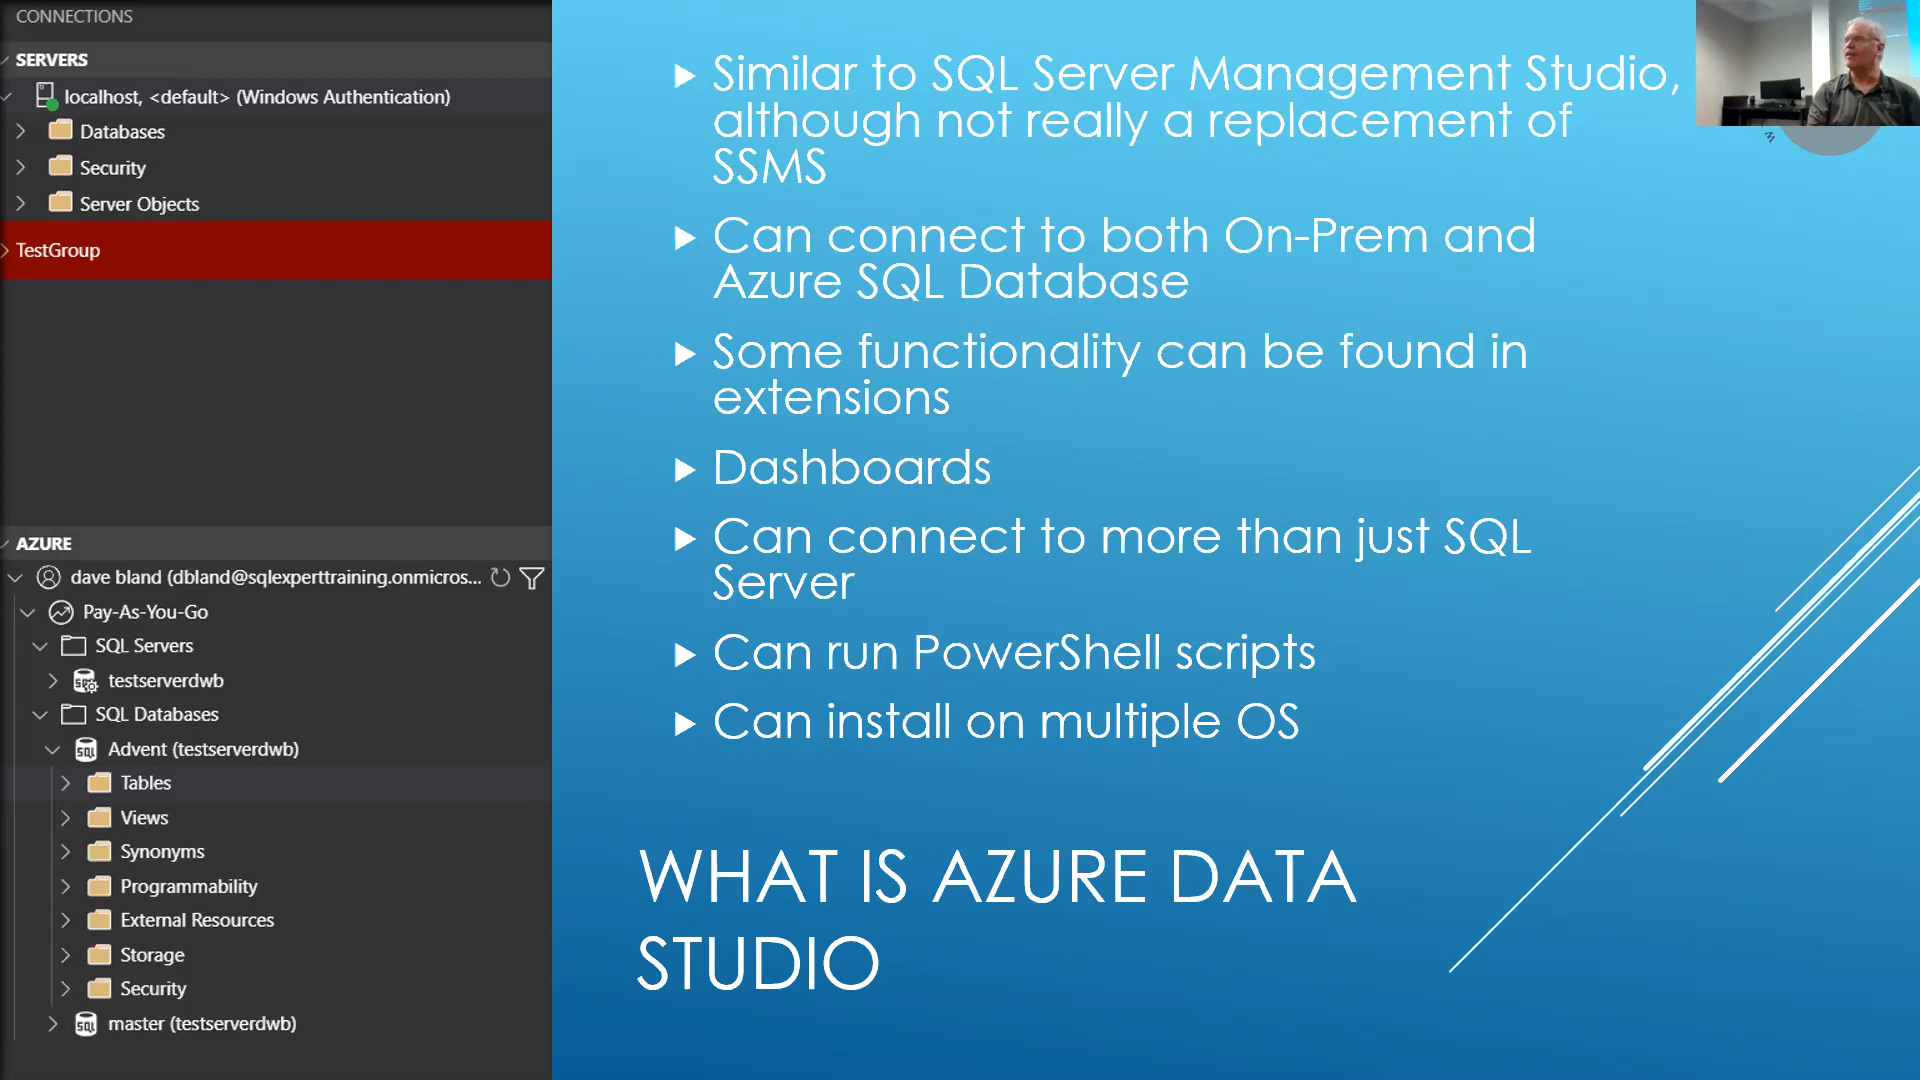 CONNECTIONS
SERVERS
localhost, <default> (Windows Authentication)
Databases
Security
Server Objects
TestGroup
AZURE
dave bland (dbland@sqlexperttraining.onmicros...
Pay-As-You-Go
SQL Servers
testserverdwb
SQL Databases
Advent (testserverdwb)
Tables
Views
Synonyms
Programmability
External Resources
Storage
Security
master (testserverdwb)
Similar to SQL Server Management Studio,
although not really a replacement of
SSMS
Can connect to both On-Prem and
Azure SQL Database
Some functionality can be found in
extensions
Dashboards
Can connect to more than just SQL
Server
Can run PowerShell scripts
Can install on multiple OS
WHAT IS AZURE DATA
STUDIO